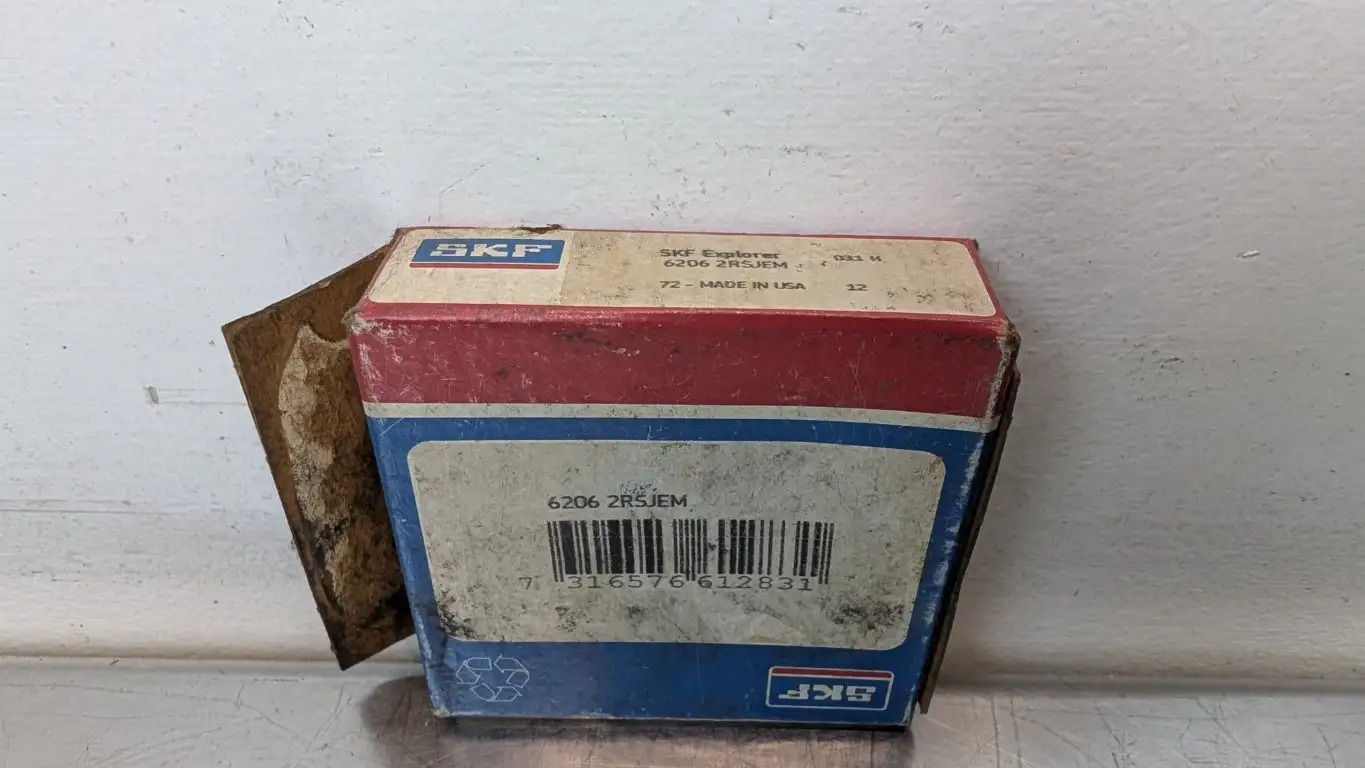 SKF
SKF Explorer 031 H
6206 2RSJEM
72 - MADE IN USA 12
6206 2RSJEM
7 316576 612831
SKF